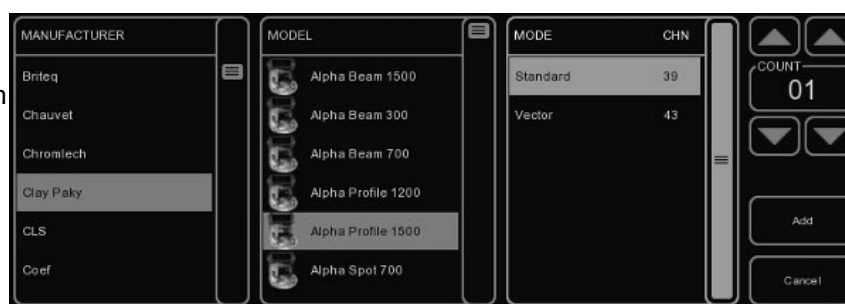 MANUFACTURER
Briteq
Chauvet
Chromlech
Clay Paky
CLS
Coef
MODEL
Alpha Beam 1500
Alpha Beam 300
Alpha Beam 700
Alpha Profile 1200
Alpha Profile 1500
Alpha Spot 700
MODE CHN
Standard 39
Vector 43
COUNT
01
Add
Cancel